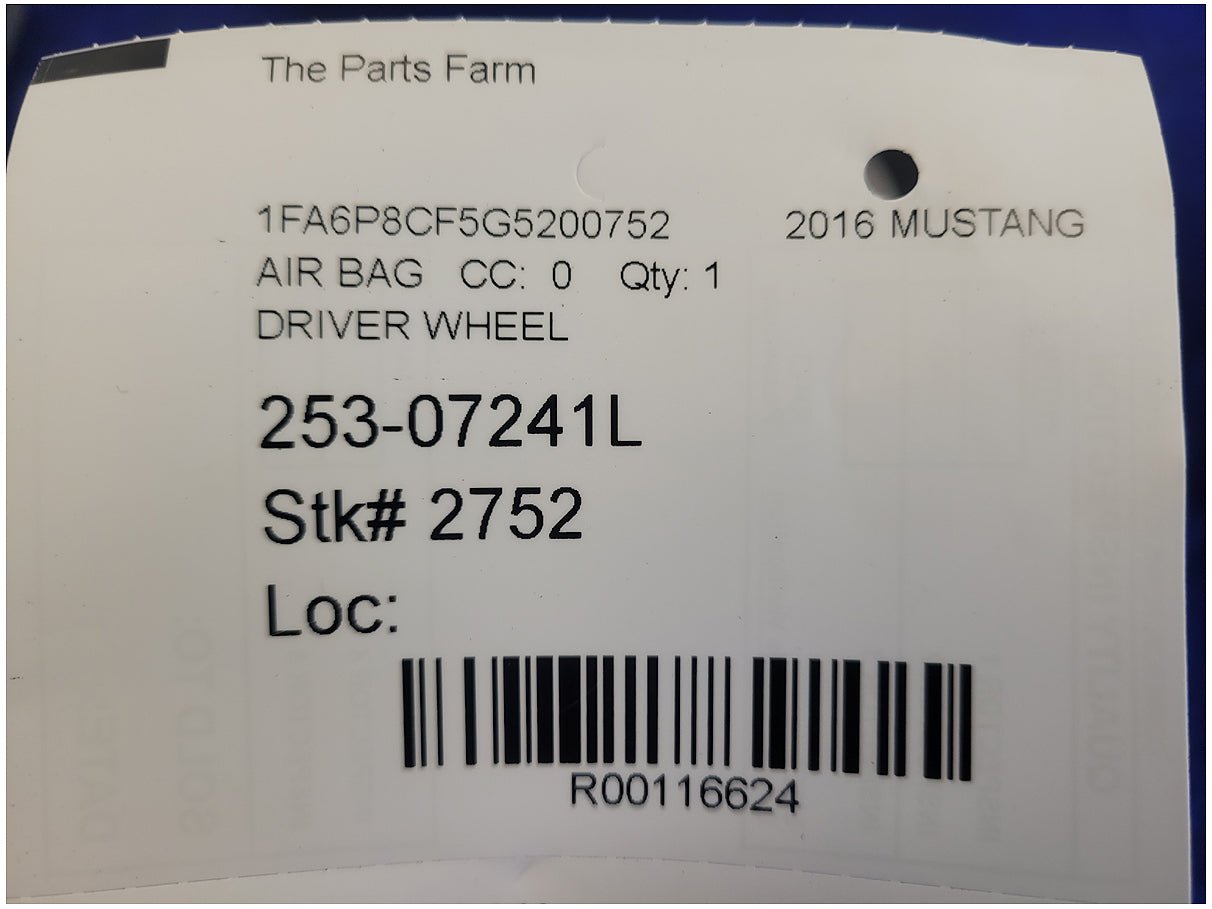 The Parts Farm
1FA6P8CF5G5200752 2016 MUSTANG
AIR BAG CC: 0 Qty: 1
DRIVER WHEEL
253-07241L
Stk# 2752
Loc:
R00116624